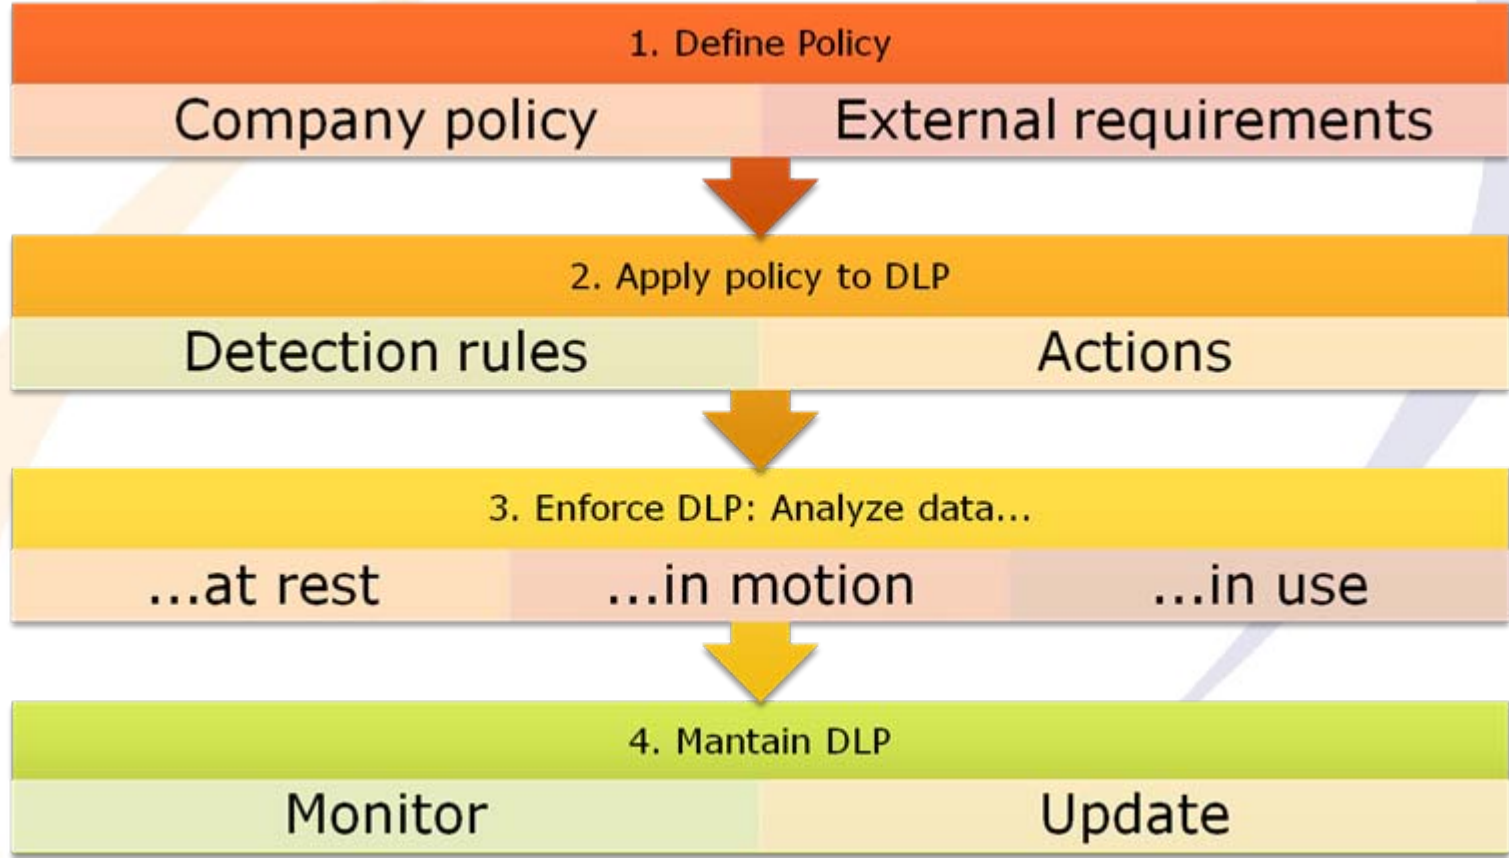 1. Define Policy
Company policy
External requirements
2. Apply policy to DLP
Detection rules
Actions
3. Enforce DLP: Analyze data...
...at rest
...in motion
...in use
4. Mantain DLP
Monitor
Update